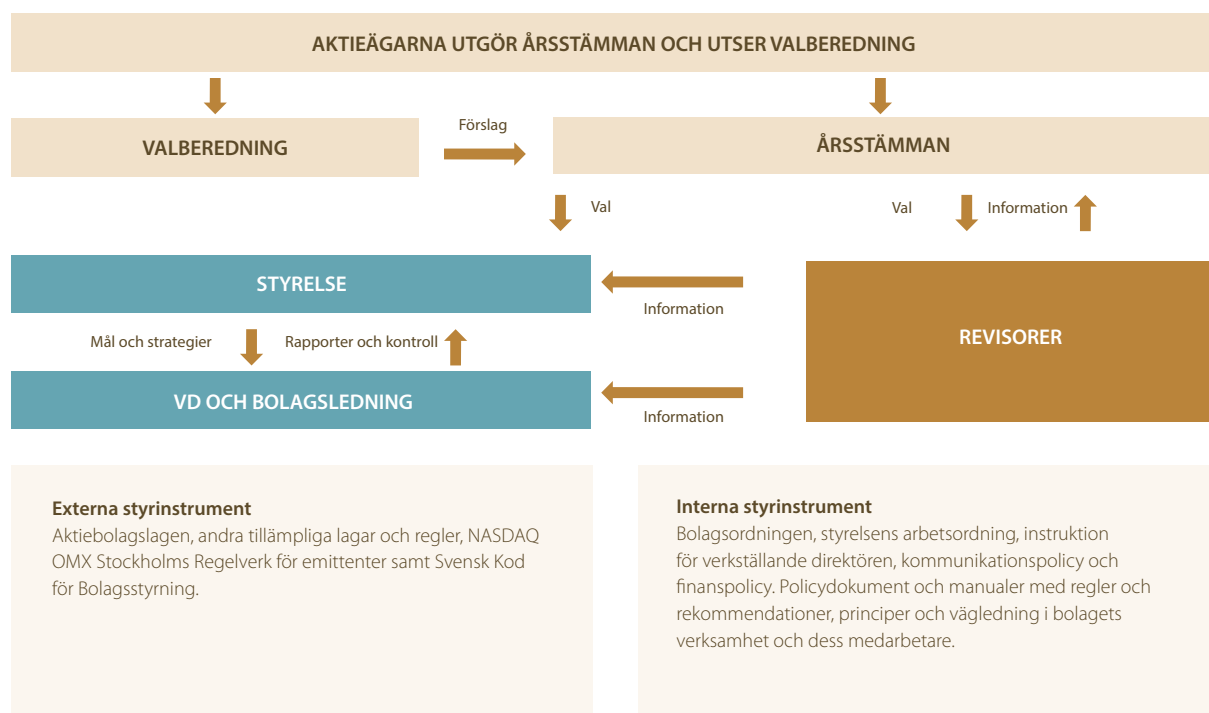 AKTIEÄGARNA UTGÖR ÅRSSTÄMMAN OCH UTSER VALBEREDNING
VALBEREDNING
Förslag
ÅRSSTÄMMAN
Val
Val
Information
STYRELSE
Information
REVISORER
Mål och strategier
Rapporter och kontroll
VD OCH BOLAGSLEDNING
Information
Externa styrinstrument
Aktiebolagslagen, andra tillämpliga lagar och regler, NASDAQ
OMX Stockholms Regelverk för emittenter samt Svensk Kod
för Bolagsstyrning.
Interna styrinstrument
Bolagsordningen, styrelsens arbetsordning, instruktion
för verkställande direktören, kommunikationspolicy och
finanspolicy. Policydokument och manualer med regler och
rekommendationer, principer och vägledning i bolagets
verksamhet och dess medarbetare.